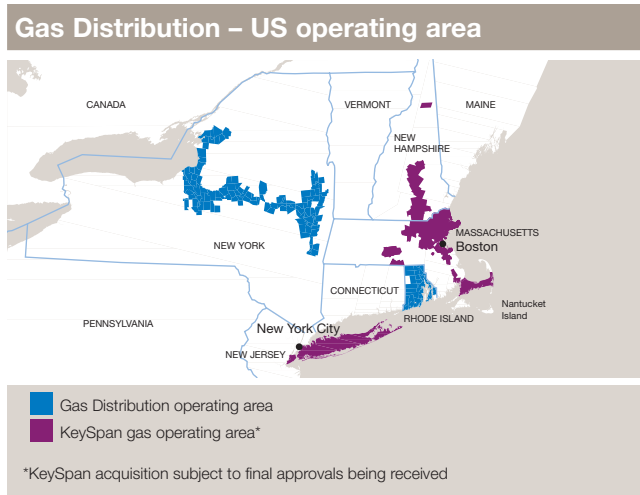 Gas Distribution – US operating area
CANADA
VERMONT
MAINE
NEW
HAMPSHIRE
MASSACHUSETTS
Boston
NEW YORK
CONNECTICUT
Nantucket
Island
RHODE ISLAND
PENNSYLVANIA
New York City
NEW JERSEY
Gas Distribution operating area
KeySpan gas operating area*
*KeySpan acquisition subject to final approvals being received